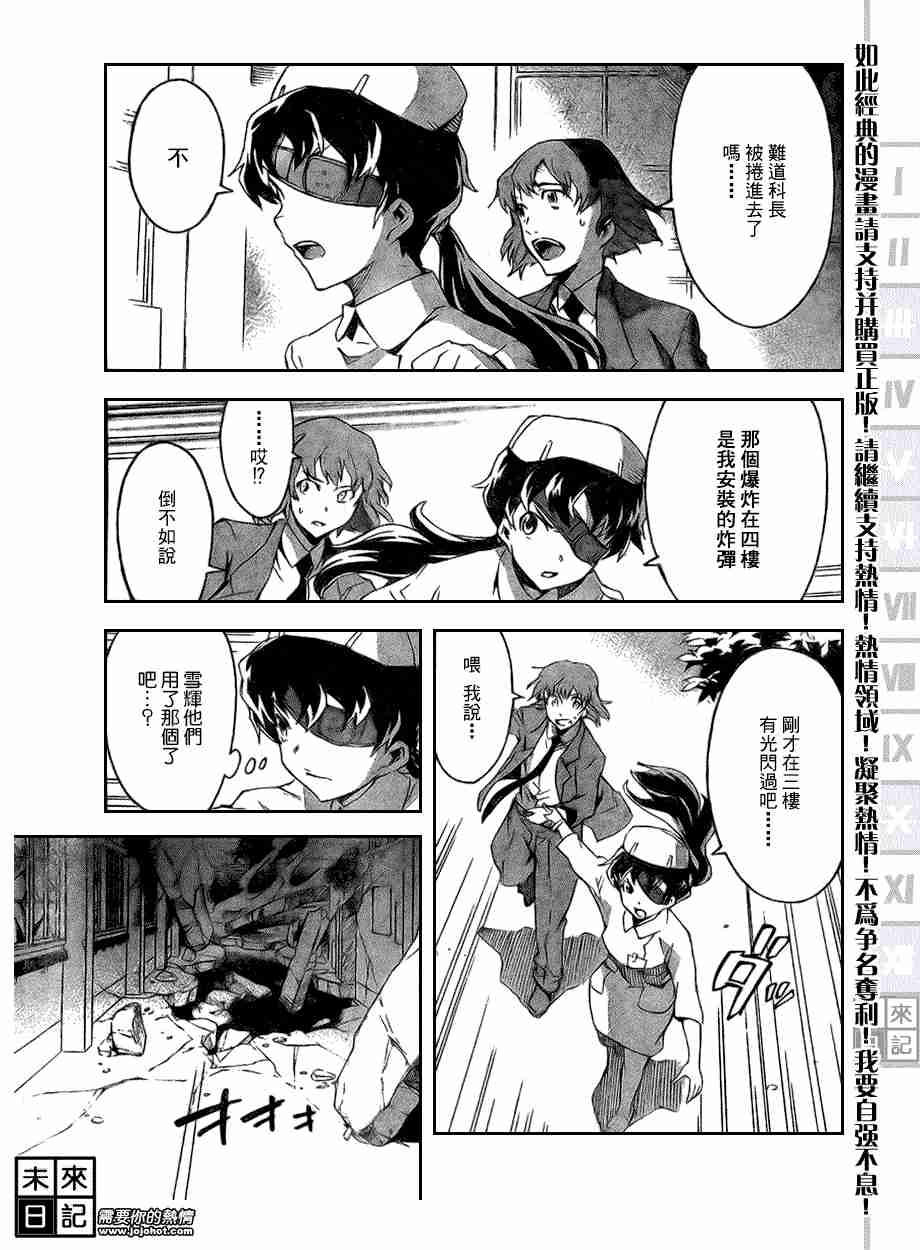 難道科長
被捲進去了
嗎……
不
那個爆炸在四樓
是我安裝的炸彈
……哎!?
倒不如說
剛才在三樓
有光閃過吧……
喂 我說…
ダッ
雪輝他們
用了那個了
吧…?
オオオ
如此經典的漫畫請支持并購買正版!請繼續支持熱情!熱情領域!凝聚熱情!不爲争名奪利!我要自强不息!
I
II
III
IV
V
VI
VII
VIII
IX
X
XI
來
記
未來
日記
需要你的熱情
www.jojohot.com